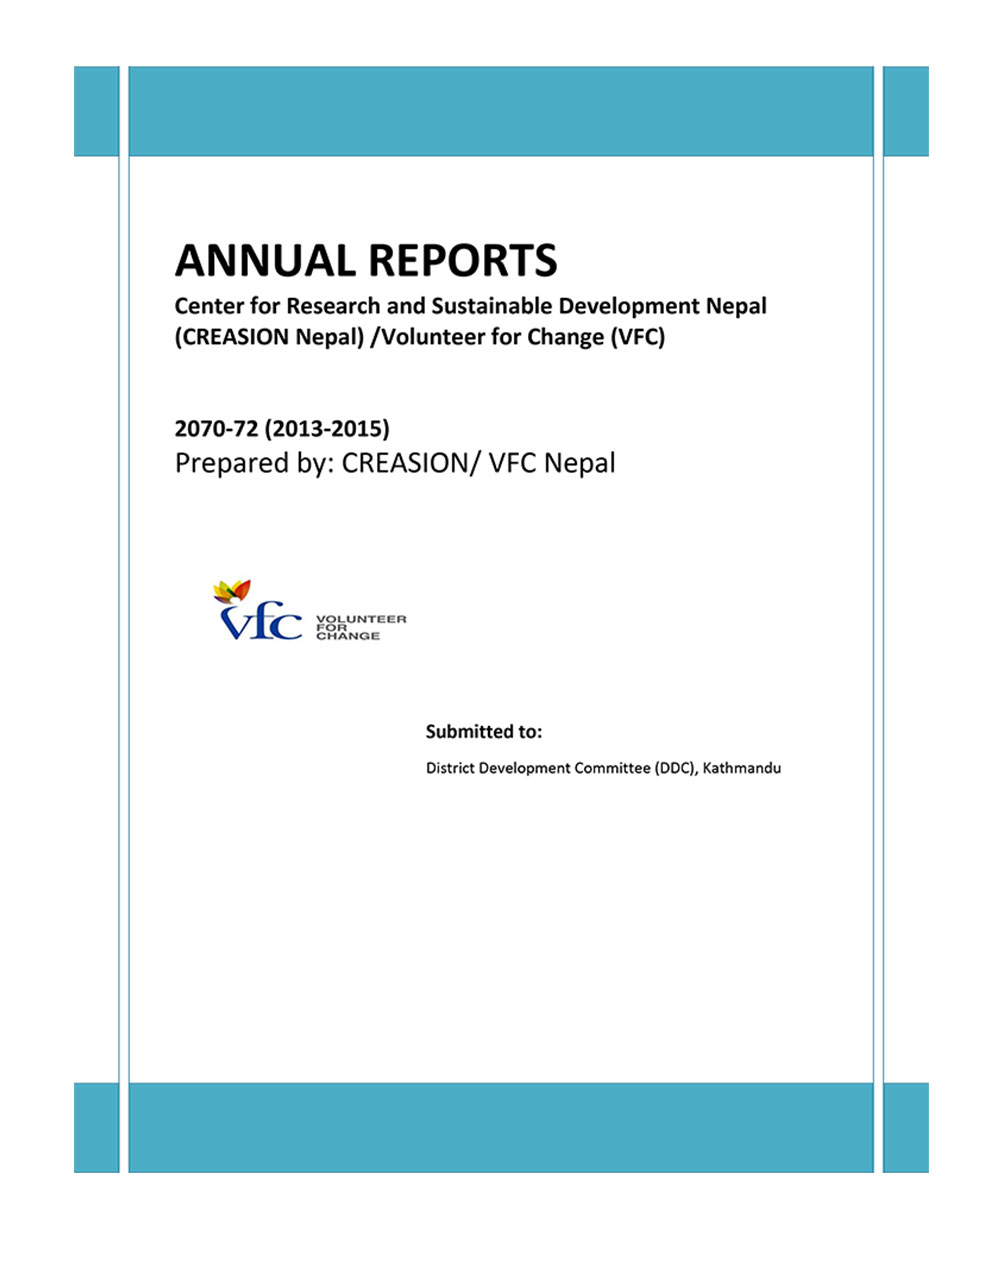 ANNUAL REPORTS
Center for Research and Sustainable Development Nepal
(CREASION Nepal) /Volunteer for Change (VFC)
2070-72 (2013-2015)
Prepared by: CREASION/ VFC Nepal
vfc
VOLUNTEER
FOR
CHANGE
Submitted to:
District Development Committee (DDC), Kathmandu